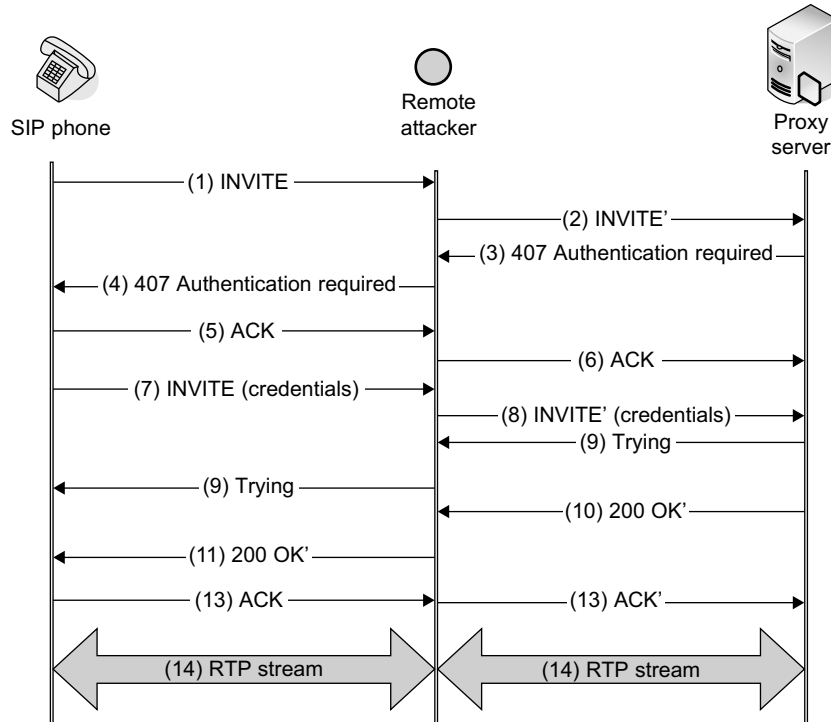 SIP phone
Remote
attacker
Proxy
server
(1) INVITE
(2) INVITE’
(3) 407 Authentication required
(4) 407 Authentication required
(5) ACK
(6) ACK
(7) INVITE (credentials)
(8) INVITE’ (credentials)
(9) Trying
(9) Trying
(10) 200 OK’
(11) 200 OK’
(13) ACK
(13) ACK’
(14) RTP stream
(14) RTP stream